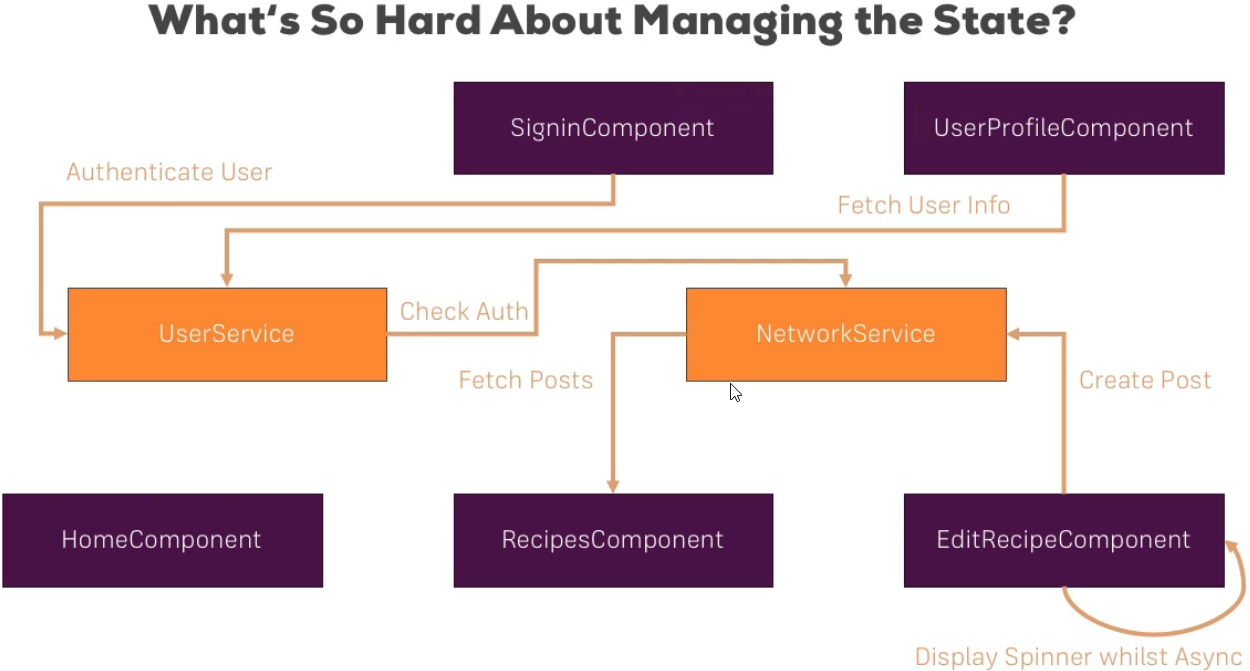 What‘s So Hard About Managing the State?
SigninComponent
UserProfileComponent
Authenticate User
Fetch User Info
Check Auth
UserService
NetworkService
Fetch Posts
Create Post
HomeComponent
RecipesComponent
EditRecipeComponent
Display Spinner whilst Async